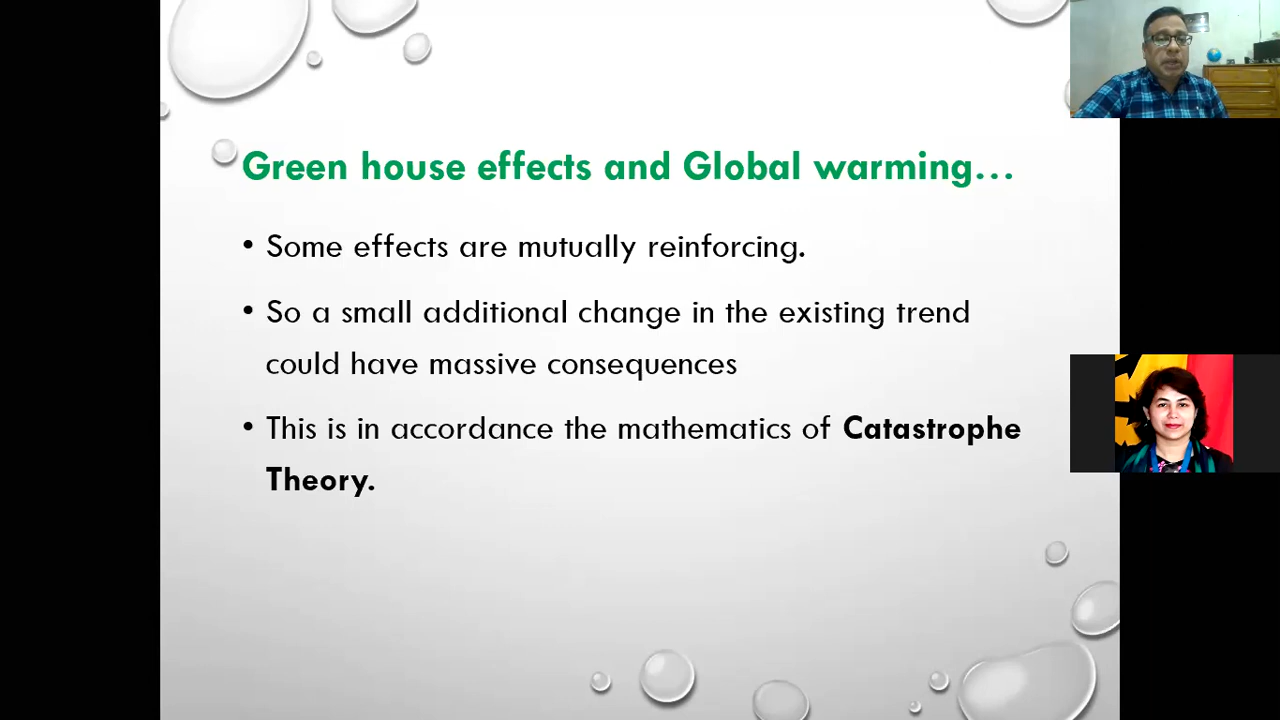 Green house effects and Global warming...
• Some effects are mutually reinforcing.
• So a small additional change in the existing trend
could have massive consequences
• This is in accordance the mathematics of Catastrophe
Theory.